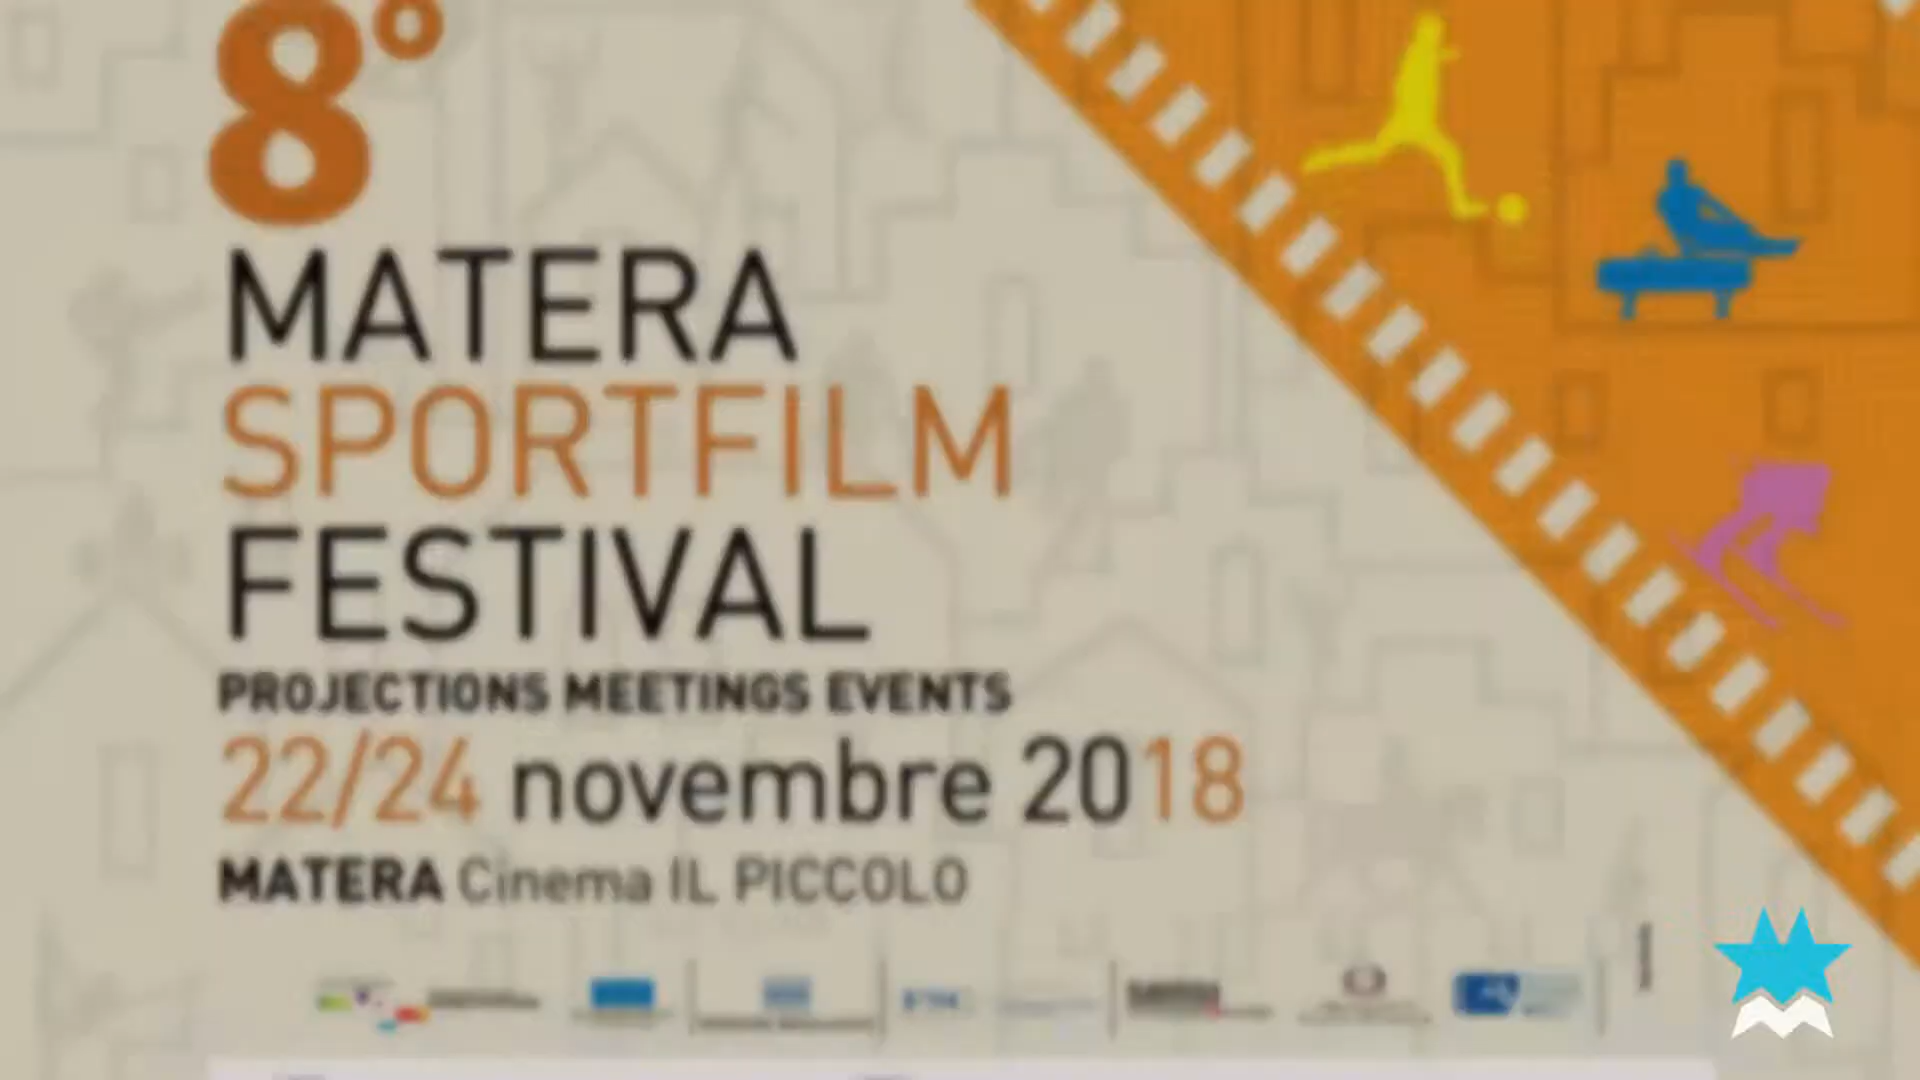 8°
MATERA
SPORTFILM
FESTIVAL
PROJECTIONS MEETINGS EVENTS
22/24 novembre 2018
MATERA Cinema IL PICCOLO